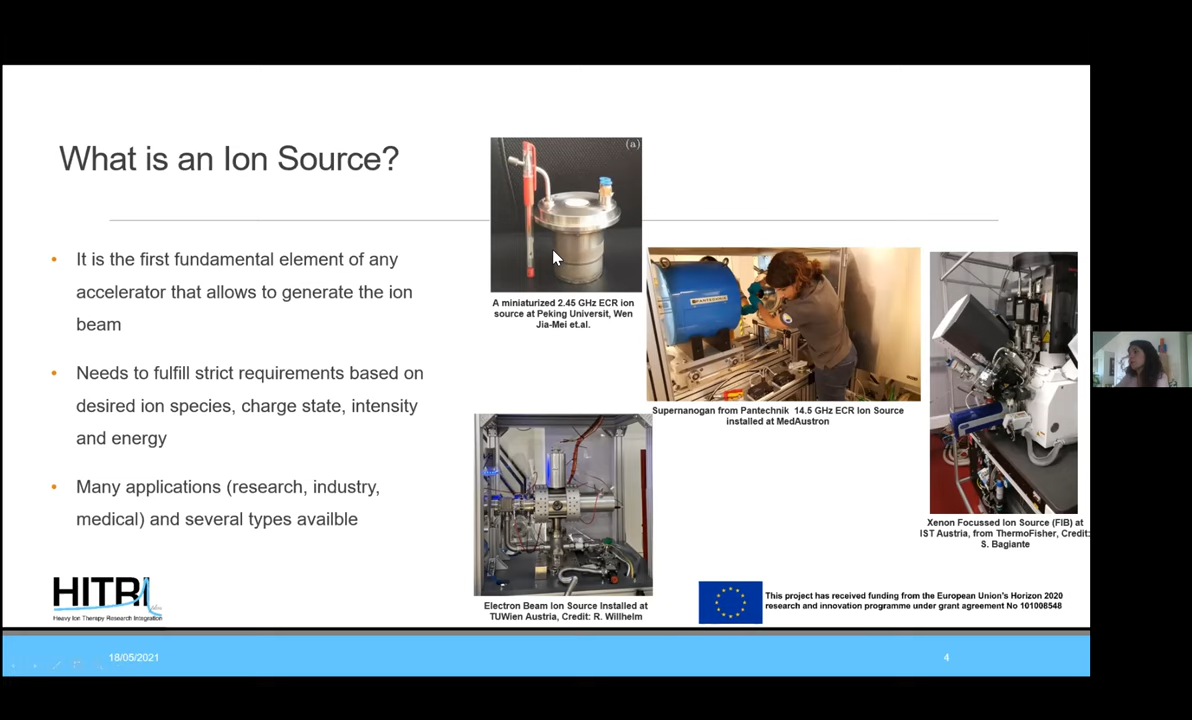 What is an Ion Source?
It is the first fundamental element of any
accelerator that allows to generate the ion
beam
Needs to fulfill strict requirements based on
desired ion species, charge state, intensity
and energy
Many applications (research, industry,
medical) and several types availble
(a)
A miniaturized 2.45 GHz ECR ion
source at Peking Universit, Wen
Jia-Mei et.al.
PANTECHNIK
Supernanogan from Pantechnik 14.5 GHz ECR Ion Source
installed at MedAustron
Xenon Focussed Ion Source (FIB) at
IST Austria, from ThermoFisher, Credit:
S. Bagiante
Electron Beam Ion Source Installed at
TUWien Austria, Credit: R. Willhelm
HITRI
plus
Heavy Ion Therapy Research Integration
This project has received funding from the European Union's Horizon 2020
research and innovation programme under grant agreement No 101008548
18/05/2021
4